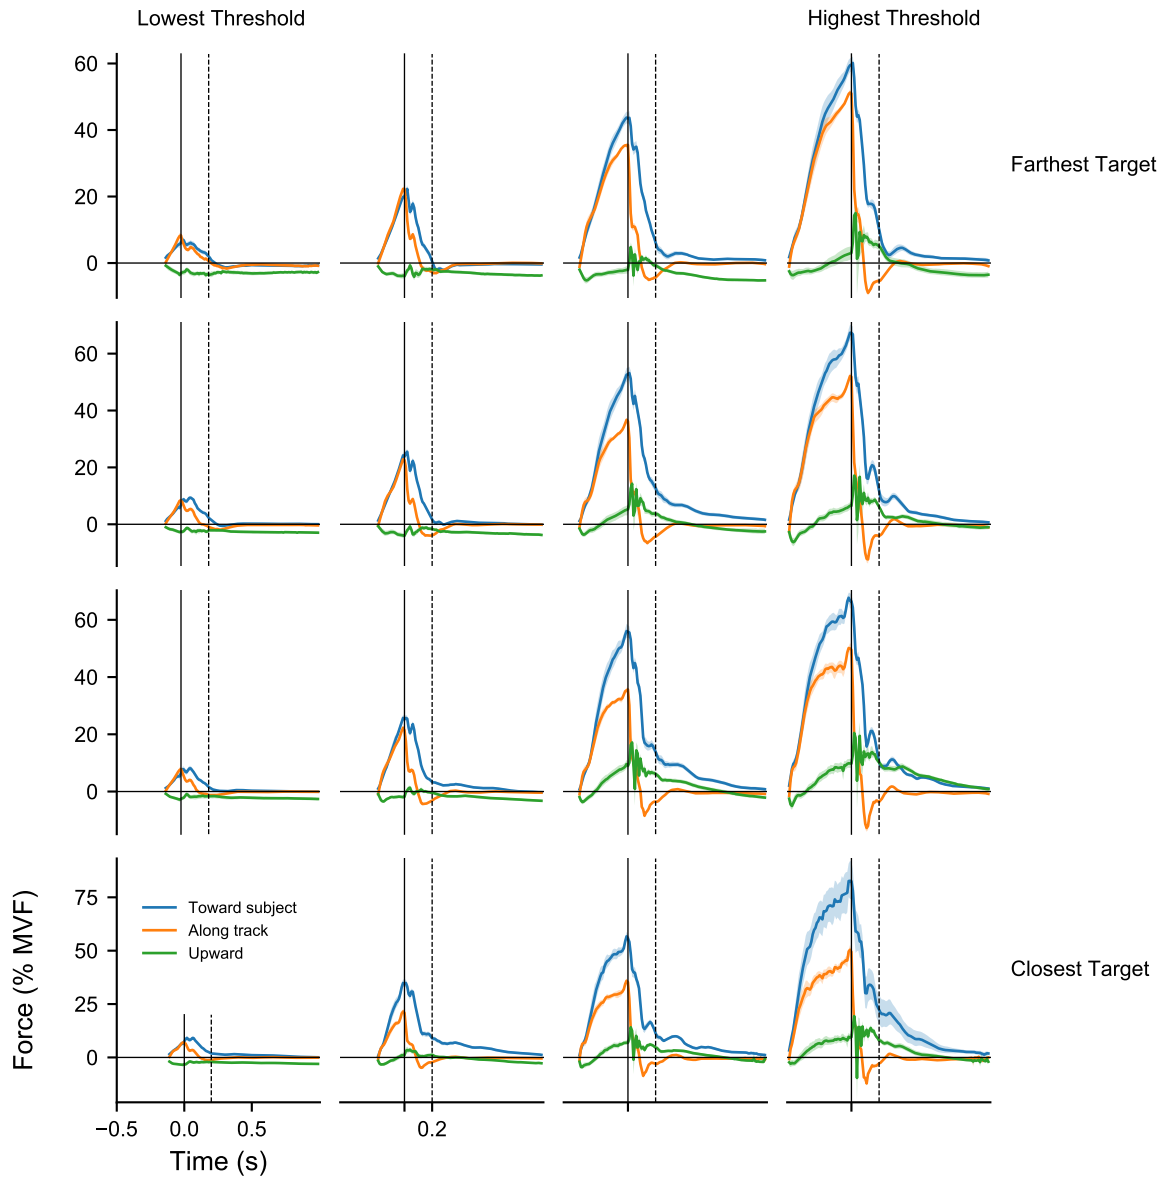 Lowest Threshold
Highest Threshold
60
40
20
0
Farthest Target
60
40
20
0
60
40
20
0
75
50
25
0
Force (% MVF)
Toward subject
Along track
Upward
Closest Target
−0.5
0.0
0.5
0.2
Time (s)